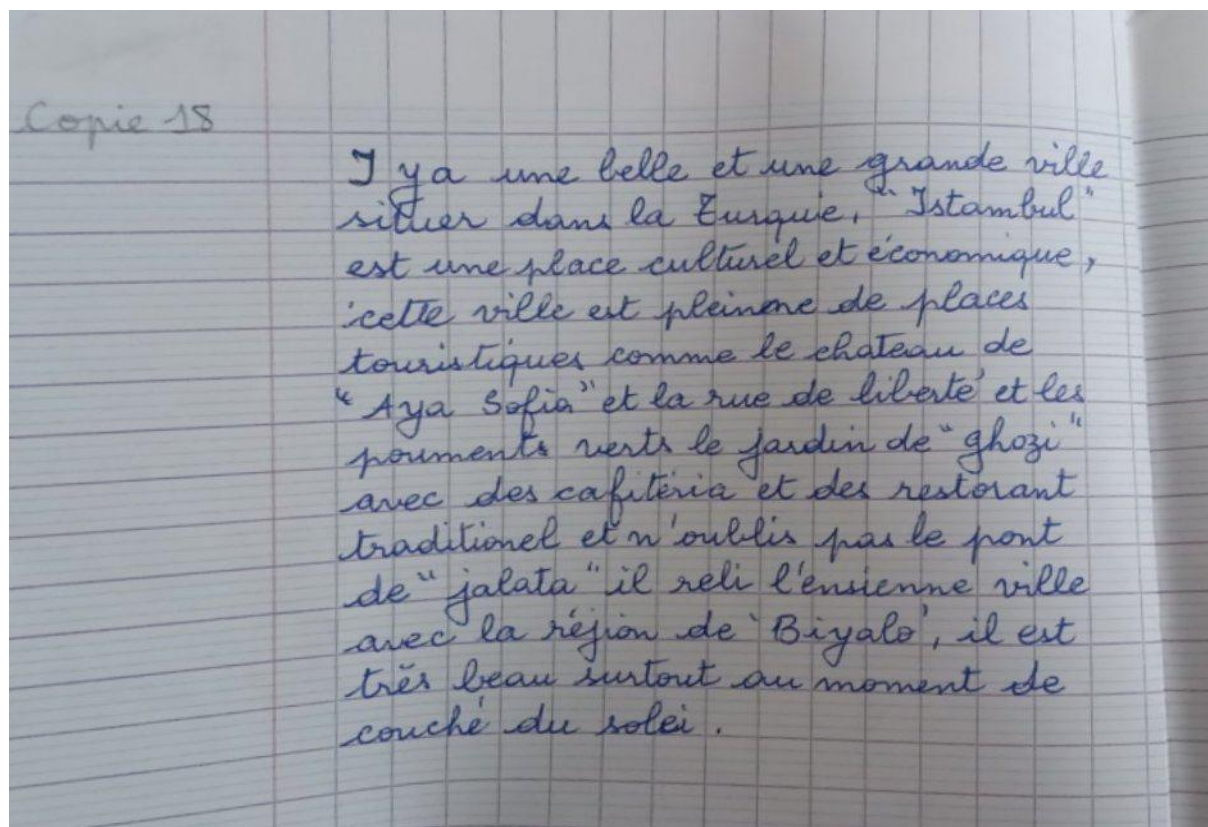 Copie 18
I ya une belle et une grande ville
situer dans la Turquie, "Istambul"
est une place culturel et économique,
cette ville est pleinne de places
touristiques comme le chateau de
"Aya Sofia" et la rue de liberté et les
pouments verts le jardin de "ghozi"
avec des cafitéria et des restorant
traditionel et n'oublis pas le pont
de "jalata" il reli l'ensienne ville
avec la réjion de 'Biyalo', il est
très beau surtout au moment de
couché du solei.